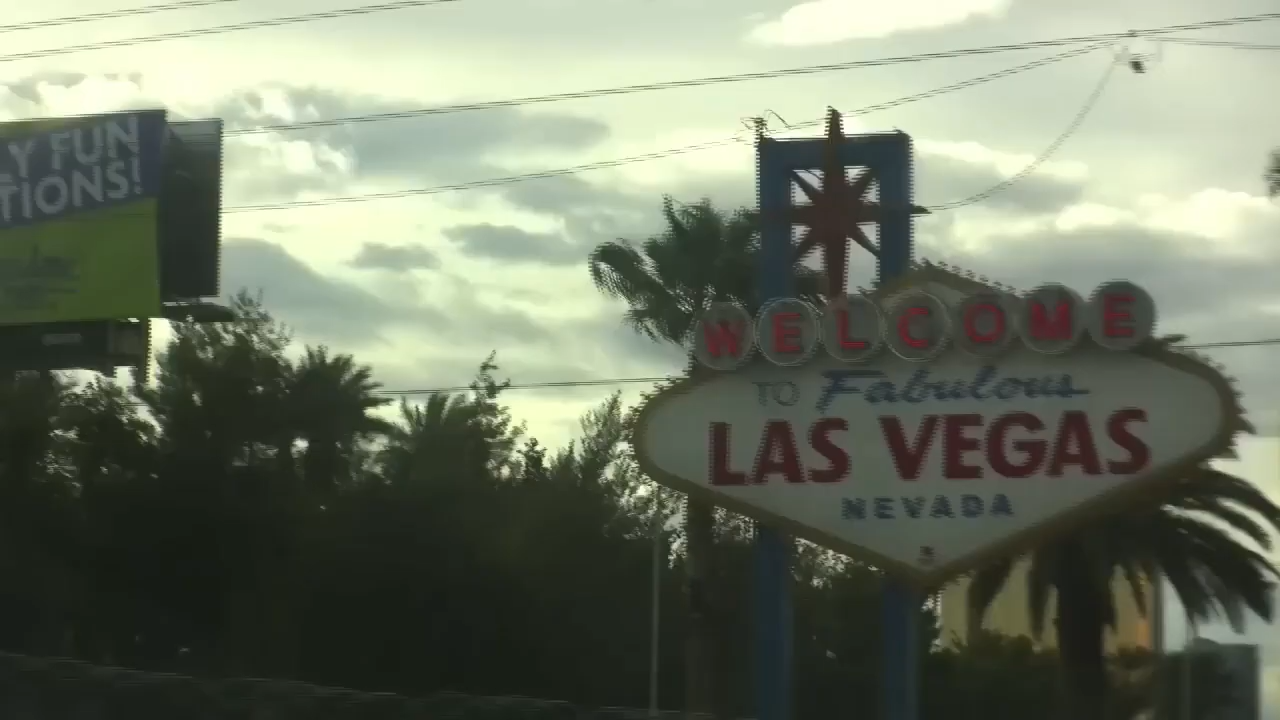 Y FUN
TIONS!
WELCOME
TO Fabulous
LAS VEGAS
NEVADA